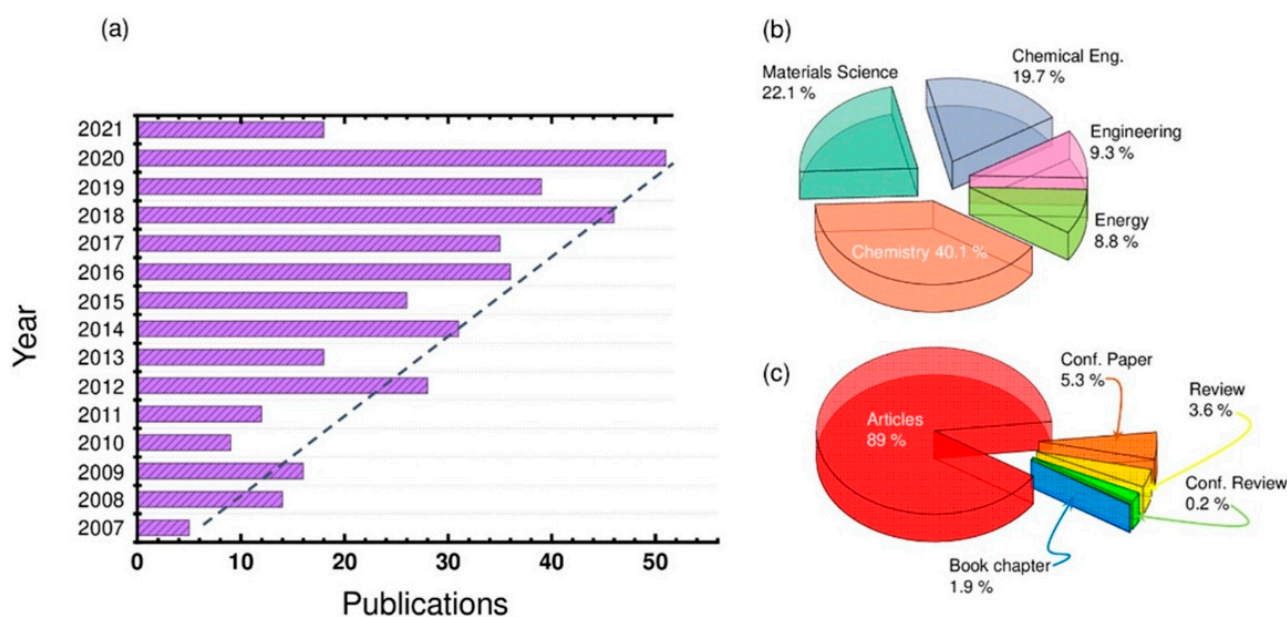 (a)
2021
2020
2019
2018
2017
2016
2015
2014
2013
2012
2011
2010
2009
2008
2007
Year
0 10 20 30 40 50
Publications
(b)
Materials Science
22.1 %
Chemical Eng.
19.7 %
Engineering
9.3 %
Energy
8.8 %
Chemistry 40.1 %
(c)
Articles
89 %
Conf. Paper
5.3 %
Review
3.6 %
Conf. Review
0.2 %
Book chapter
1.9 %